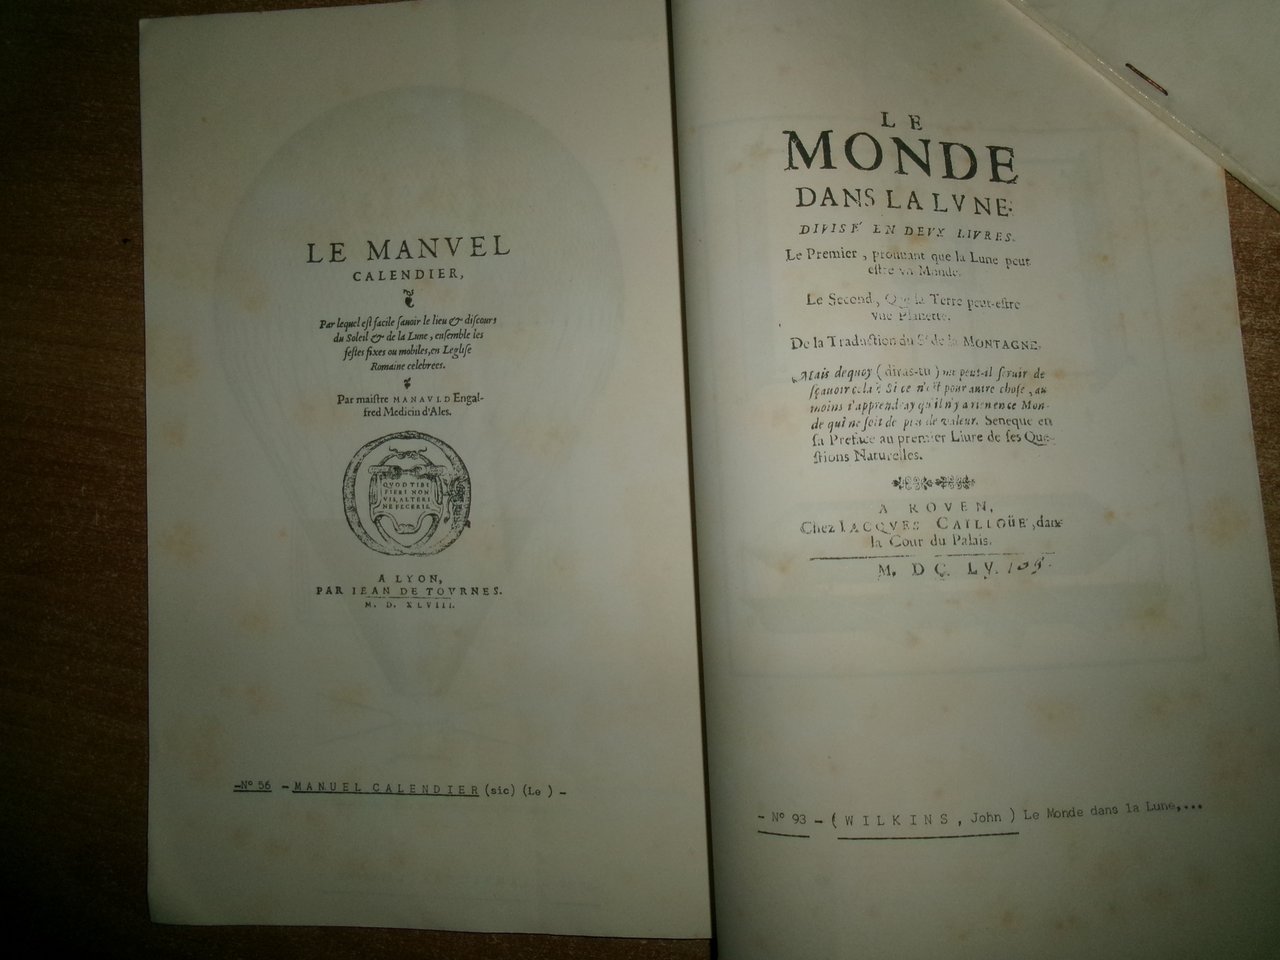 LE MANVEL
CALENDIER,
Par lequel eſt facile ſauoir le lieu & diſcours
du Soleil & de la Lune, enſemble les
feſtes fixes ou mobiles, en Legliſe
Romaine celebrees.
Par maiſtre MANAVLD Engal-
fred Medicin d'Ales.
QVOD TIBI
FIERI NON
VIS, ALTERI
NE FECERIS
A LYON,
PAR IEAN DE TOVRNES.
M. D. XLVIII.
-N° 56 - MANUEL CALENDIER (sic) (Le ) -
LE
MONDE
DANS LA LVNE:
DIVISE' EN DEVX LIVRES.
Le Premier, prouuant que la Lune peut
eſtre vn Monde.
Le Second, Que la Terre peut-eſtre
vne Planette.
De la Traduction du Sr de la MONTAGNE.
Mais dequoy (diras-tu) me peut-il ſeruir de
ſçauoir cela? Si ce n'eſt pour autre choſe, au
moins t'apprendray qu'il n'y a rien en ce Mon-
de qui ne ſoit de peu de valeur. Seneque en
ſa Preface au premier Liure de ſes Que
ſtions Naturelles.
A ROVEN,
Chez IACQVES CAILLOÜE, dans
la Cour du Palais.
M. DC. LV.
- N° 93 - ( WILKINS, John ) Le Monde dans la Lune,...